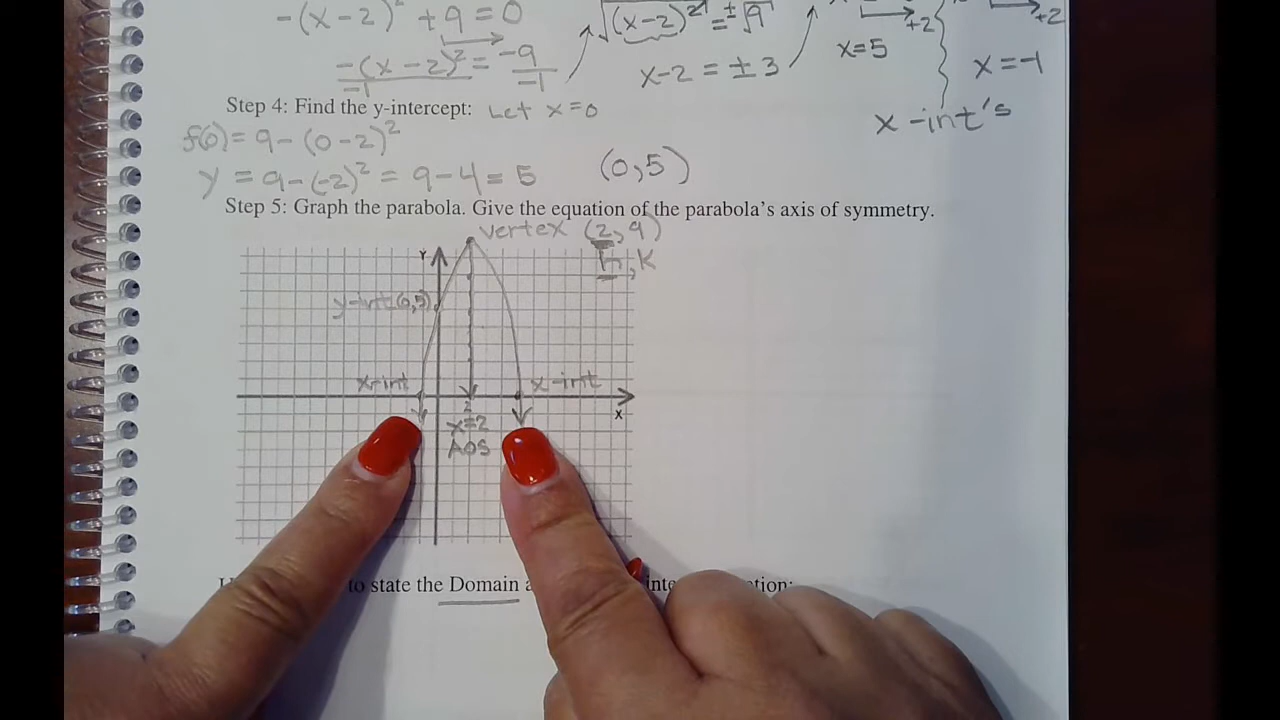 -(x-2)² + 9 = 0
√(x-2)² = ±√9
+2
+2
-(x-2)² = -9
-1 -1
x-2 = ±3
x=5
x=-1
Step 4: Find the y-intercept: Let x=0
x-int's
f(0) = 9-(0-2)²
y = 9-(-2)² = 9-4 = 5 (0,5)
Step 5: Graph the parabola. Give the equation of the parabola's axis of symmetry.
vertex (2, 9)
h, k
Y
y-int(0,5)
x-int x-int
2
X
x=2
AOS
to state the Domain